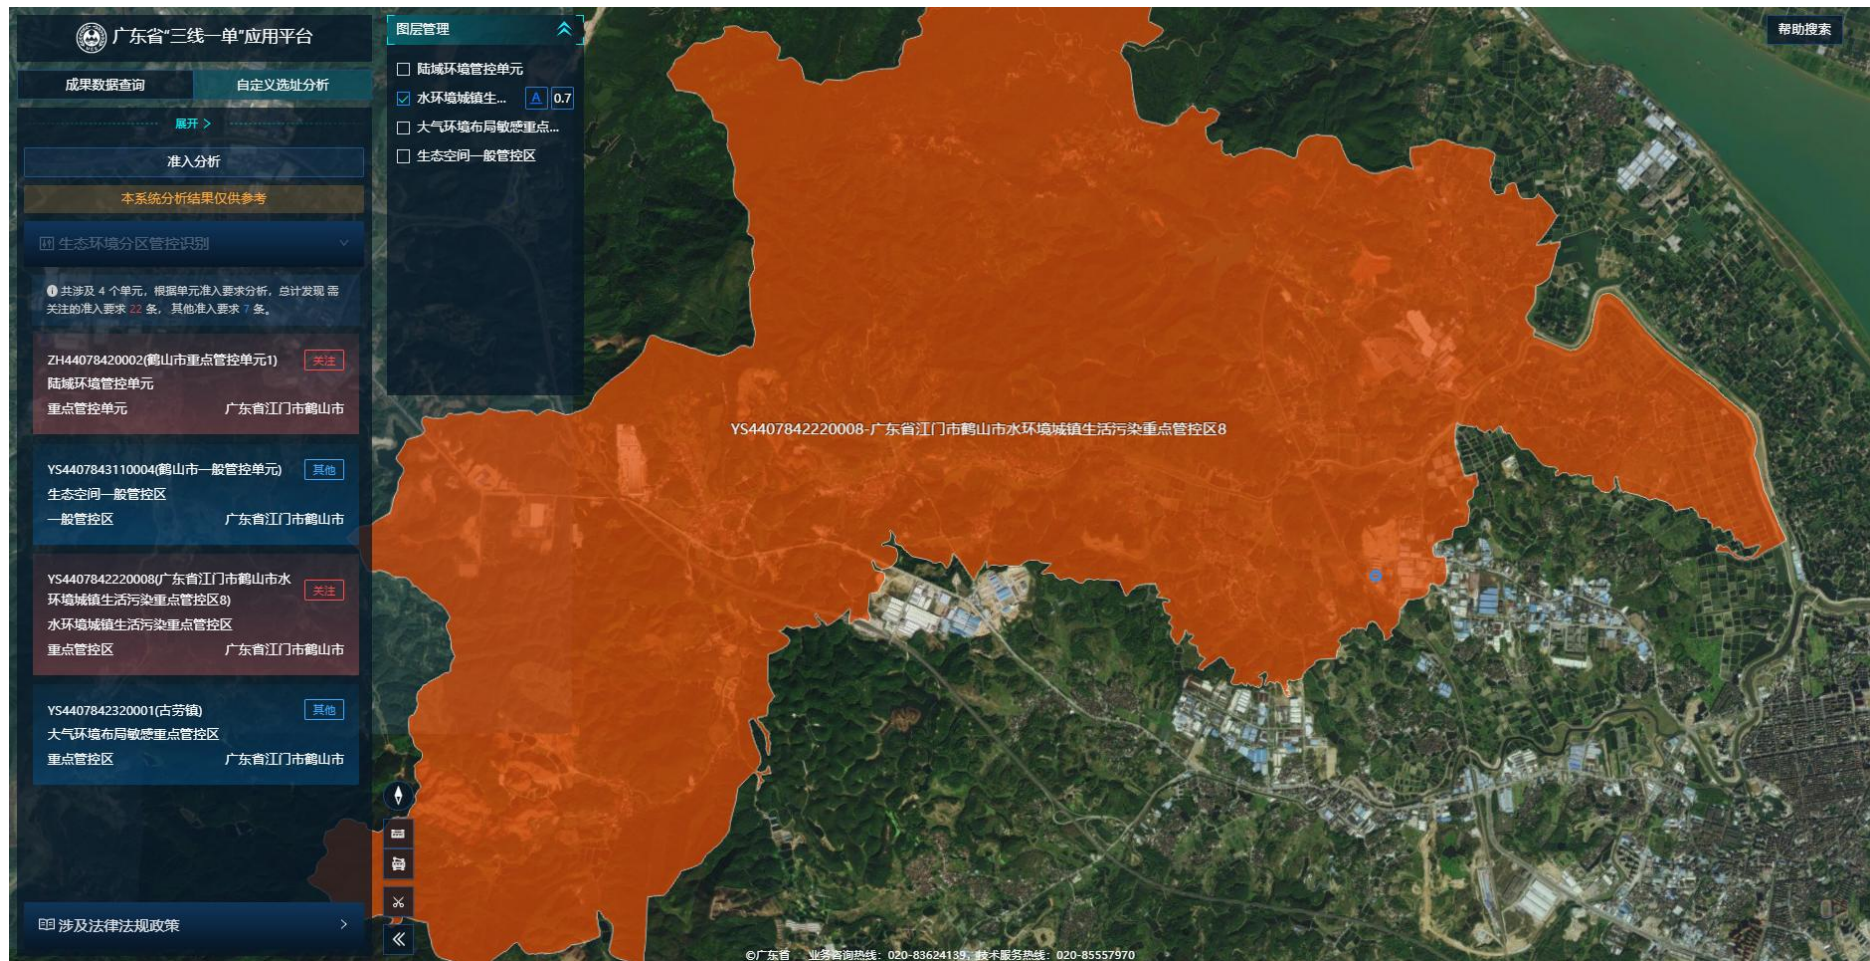 广东省“三线一单”应用平台
成果数据查询
自定义选址分析
展开 >
准入分析
本系统分析结果仅供参考
生态环境分区管控识别
共涉及 4 个单元，根据单元准入要求分析，总计发现 需
关注的准入要求 22 条， 其他准入要求 7 条。
ZH44078420002(鹤山市重点管控单元1)
关注
陆域环境管控单元
重点管控单元
广东省江门市鹤山市
YS4407843110004(鹤山市一般管控单元)
其他
生态空间一般管控区
一般管控区
广东省江门市鹤山市
YS4407842220008(广东省江门市鹤山市水
环境城镇生活污染重点管控区8)
关注
水环境城镇生活污染重点管控区
重点管控区
广东省江门市鹤山市
YS4407842320001(古劳镇)
其他
大气环境布局敏感重点管控区
重点管控区
广东省江门市鹤山市
涉及法律法规政策 >
图层管理
陆域环境管控单元
水环境城镇生...
A
0.7
大气环境布局敏感重点...
生态空间一般管控区
帮助搜索
YS4407842220008-广东省江门市鹤山市水环境城镇生活污染重点管控区8
©广东省 业务咨询热线：020-83624139，技术服务热线：020-85557970